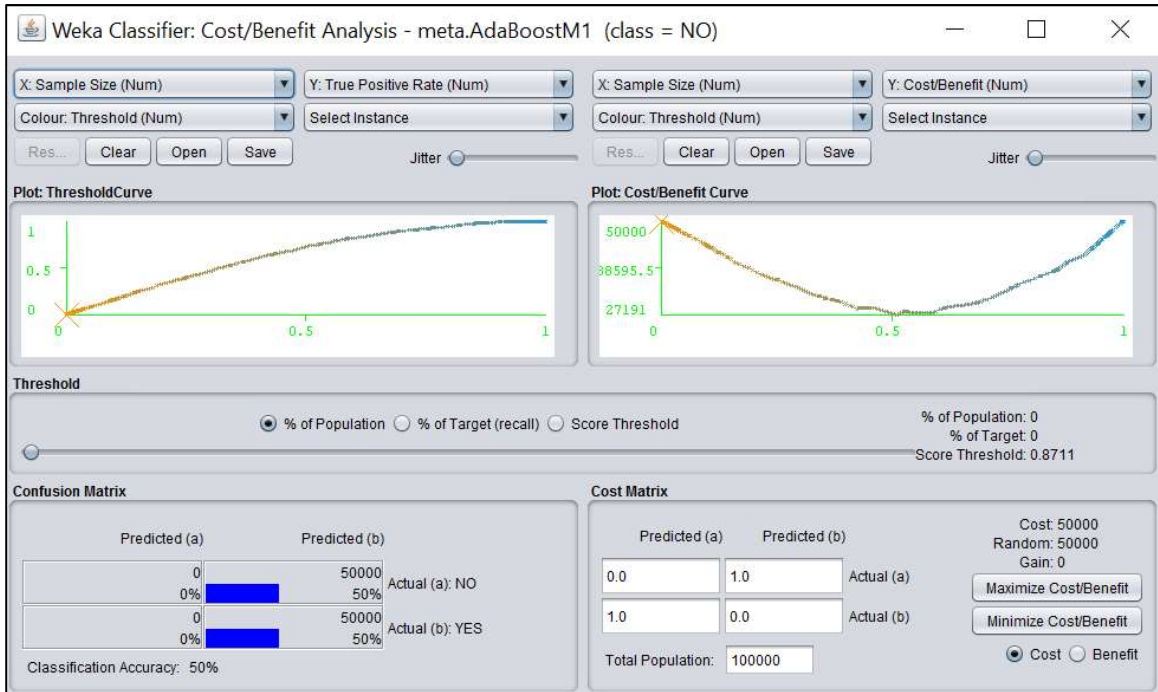 Weka Classifier: Cost/Benefit Analysis - meta.AdaBoostM1 (class = NO)
X: Sample Size (Num) Y: True Positive Rate (Num) X: Sample Size (Num) Y: Cost/Benefit (Num)
Colour: Threshold (Num) Select Instance Colour: Threshold (Num) Select Instance
Res... Clear Open Save Jitter Res... Clear Open Save Jitter
Plot: ThresholdCurve Plot: Cost/Benefit Curve
1
0.5
0
0 0.5 1
50000
38595.5
27191
0 0.5 1
Threshold
% of Population % of Target (recall) Score Threshold
% of Population: 0
% of Target: 0
Score Threshold: 0.8711
Confusion Matrix
Predicted (a) Predicted (b)
0 50000
0% 50% Actual (a): NO
0 50000
0% 50% Actual (b): YES
Classification Accuracy: 50%
Cost Matrix
Predicted (a) Predicted (b)
0.0 1.0 Actual (a)
1.0 0.0 Actual (b)
Total Population: 100000
Cost: 50000
Random: 50000
Gain: 0
Maximize Cost/Benefit
Minimize Cost/Benefit
Cost Benefit